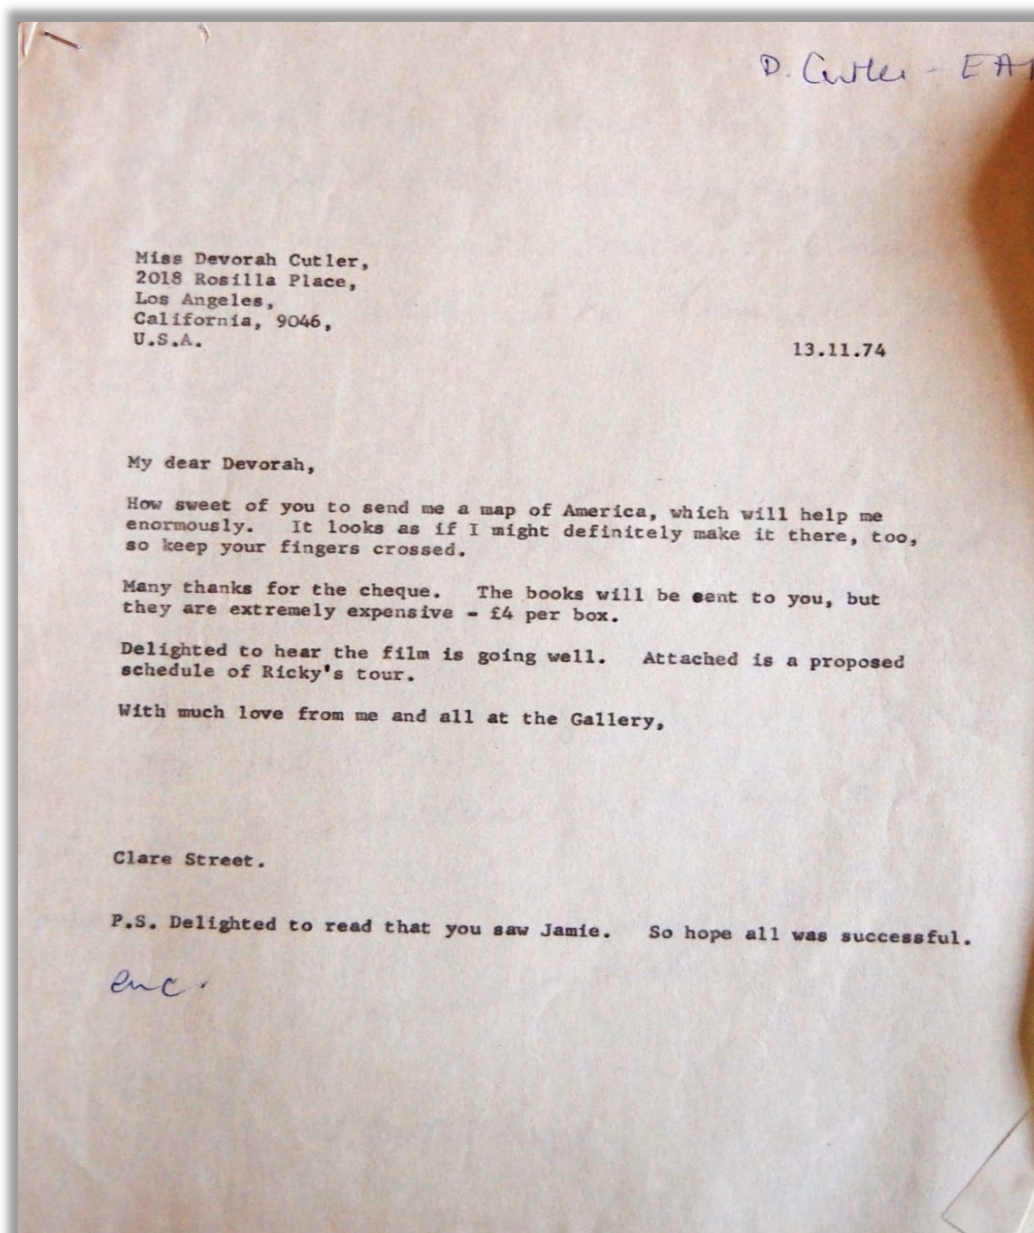 D. Cutler - EA
Miss Devorah Cutler,
2018 Rosilla Place,
Los Angeles,
California, 9046,
U.S.A.
13.11.74
My dear Devorah,
How sweet of you to send me a map of America, which will help me
enormously. It looks as if I might definitely make it there, too,
so keep your fingers crossed.
Many thanks for the cheque. The books will be sent to you, but
they are extremely expensive - £4 per box.
Delighted to hear the film is going well. Attached is a proposed
schedule of Ricky's tour.
With much love from me and all at the Gallery,
Clare Street.
P.S. Delighted to read that you saw Jamie. So hope all was successful.
enc.